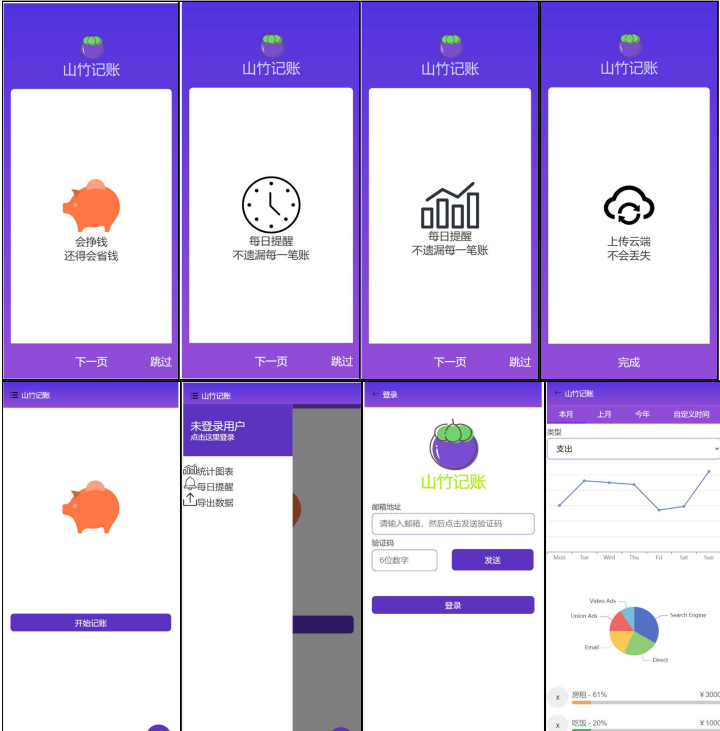 山竹记账
会挣钱
还得会省钱
下一页
跳过
山竹记账
每日提醒
不遗漏每一笔账
下一页
跳过
山竹记账
每日提醒
不遗漏每一笔账
下一页
跳过
山竹记账
上传云端
不会丢失
完成
山竹记账
开始记账
山竹记账
未登录用户
点击这里登录
统计图表
每日提醒
导出数据
← 登录
山竹记账
邮箱地址
请输入邮箱，然后点击发送验证码
验证码
6位数字
发送
登录
← 山竹记账
本月 上月 今年 自定义时间
类型
支出
Mon Tue Wed Thu Fri Sat Sun
Video Ads
Union Ads
Search Engine
Email
Direct
x 房租 - 61% ¥3000
x 吃饭 - 20% ¥1000